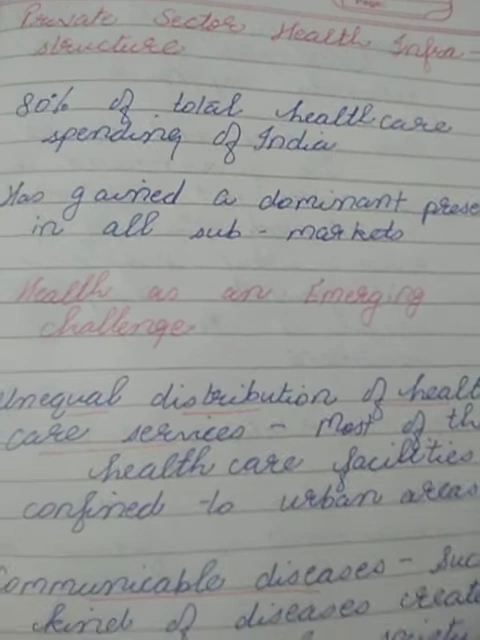 Private Sector Health Infra-
structure
80% of total healthcare
spending of India
Has gained a dominant prese
in all sub-markets
Health as an Emerging
challenge
Unequal distribution of healt
care services - Most of th
health care facilities
confined to urban areas
Communicable diseases - Suc
kind of diseases create
society